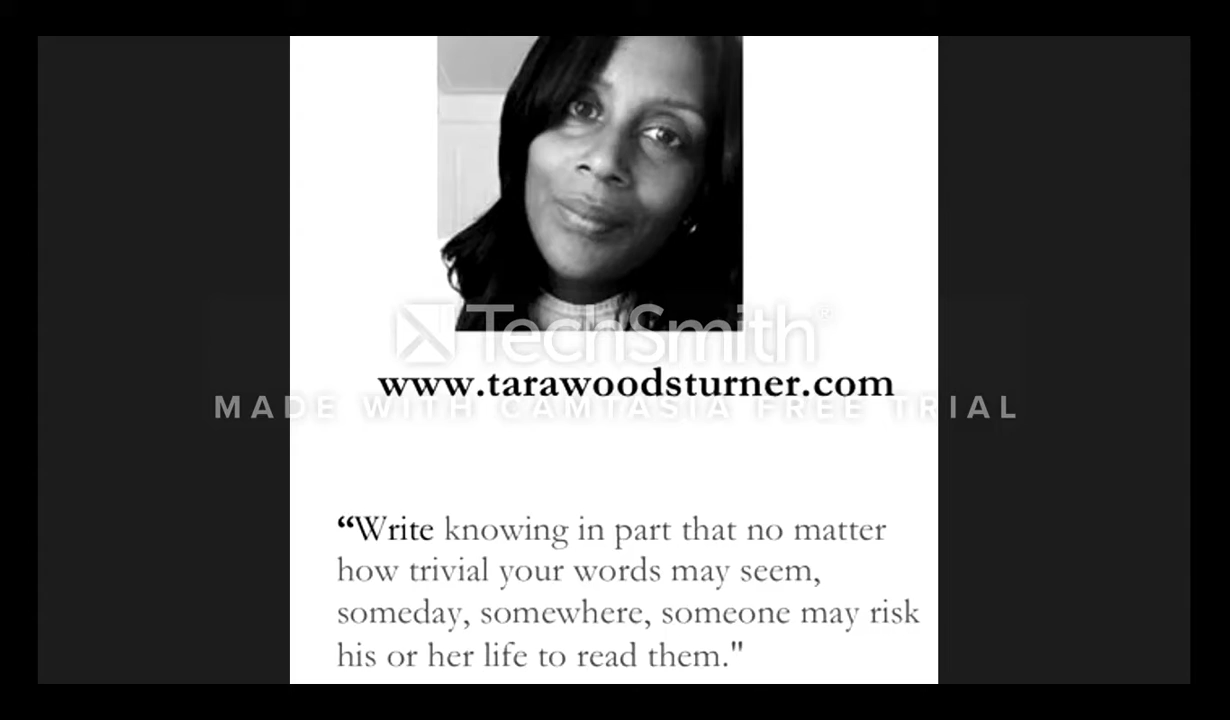 TechSmith®
www.tarawoodsturner.com
MADE WITH CAMTASIA FREE TRIAL
“Write knowing in part that no matter
how trivial your words may seem,
someday, somewhere, someone may risk
his or her life to read them."